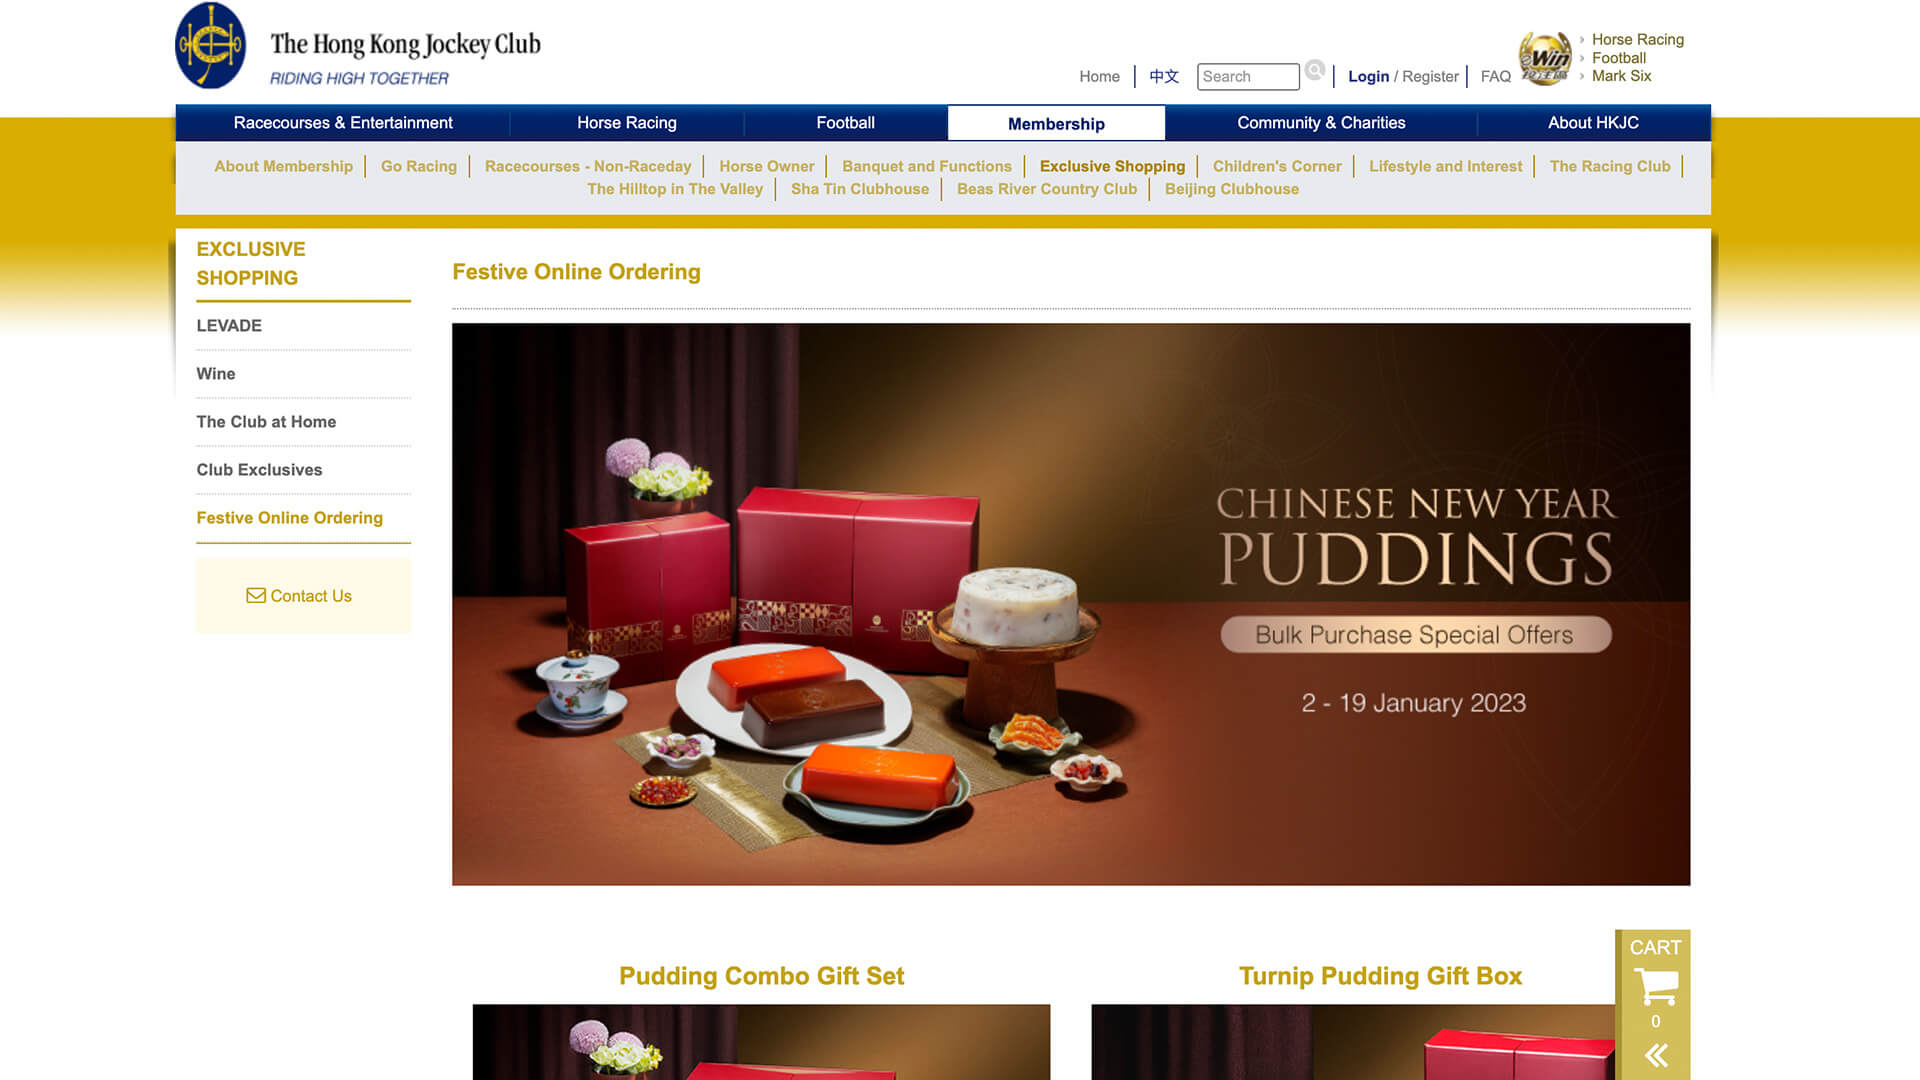 The Hong Kong Jockey Club
RIDING HIGH TOGETHER
Home
中文
Search
Login / Register
FAQ
eWin
投注區
Horse Racing
Football
Mark Six
Racecourses & Entertainment
Horse Racing
Football
Membership
Community & Charities
About HKJC
About Membership
Go Racing
Racecourses - Non-Raceday
Horse Owner
Banquet and Functions
Exclusive Shopping
Children's Corner
Lifestyle and Interest
The Racing Club
The Hilltop in The Valley
Sha Tin Clubhouse
Beas River Country Club
Beijing Clubhouse
EXCLUSIVE
SHOPPING
LEVADE
Wine
The Club at Home
Club Exclusives
Festive Online Ordering
Contact Us
Festive Online Ordering
CHINESE NEW YEAR
PUDDINGS
Bulk Purchase Special Offers
2 - 19 January 2023
Pudding Combo Gift Set
Turnip Pudding Gift Box
CART
0